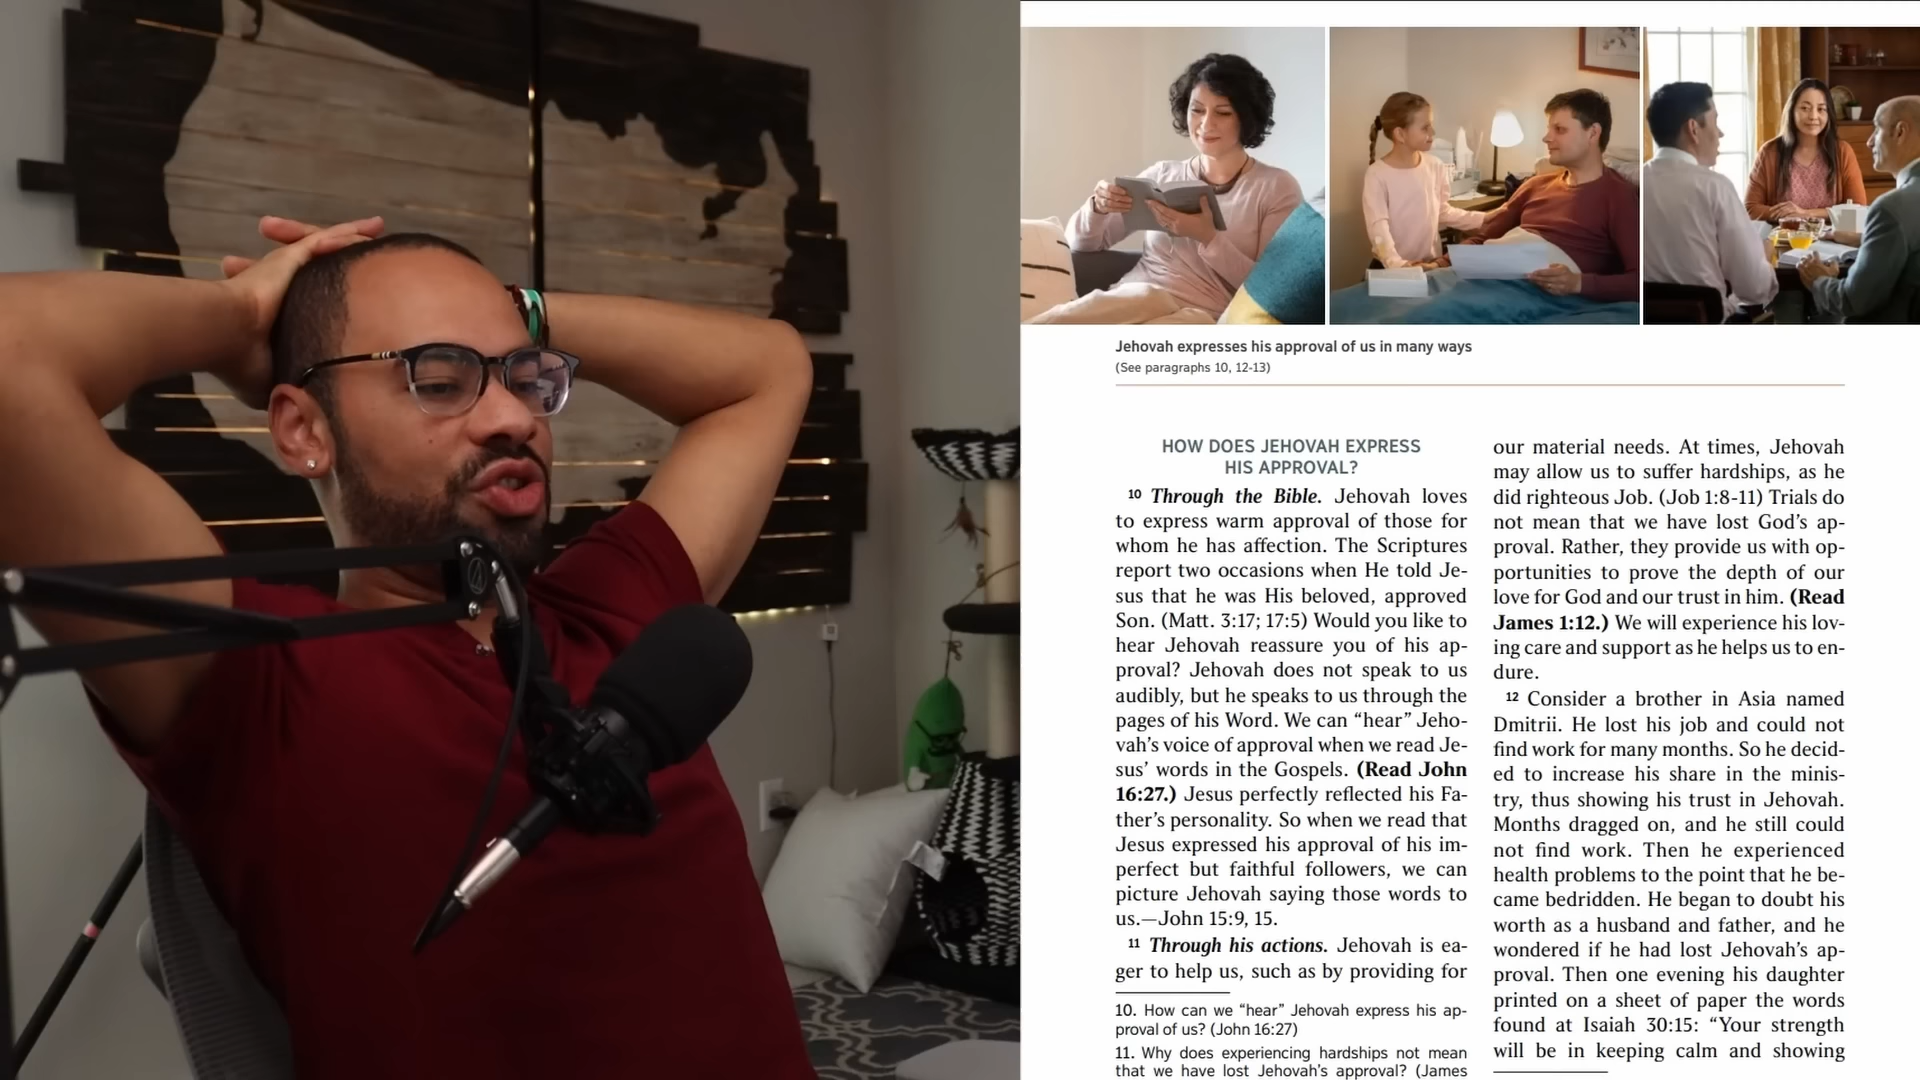 Jehovah expresses his approval of us in many ways
(See paragraphs 10, 12-13)
HOW DOES JEHOVAH EXPRESS
HIS APPROVAL?
10 Through the Bible. Jehovah loves
to express warm approval of those for
whom he has affection. The Scriptures
report two occasions when He told Je-
sus that he was His beloved, approved
Son. (Matt. 3:17; 17:5) Would you like to
hear Jehovah reassure you of his ap-
proval? Jehovah does not speak to us
audibly, but he speaks to us through the
pages of his Word. We can “hear” Jeho-
vah’s voice of approval when we read Je-
sus’ words in the Gospels. (Read John
16:27.) Jesus perfectly reflected his Fa-
ther’s personality. So when we read that
Jesus expressed his approval of his im-
perfect but faithful followers, we can
picture Jehovah saying those words to
us.—John 15:9, 15.
11 Through his actions. Jehovah is ea-
ger to help us, such as by providing for
10. How can we “hear” Jehovah express his ap-
proval of us? (John 16:27)
11. Why does experiencing hardships not mean
that we have lost Jehovah’s approval? (James
our material needs. At times, Jehovah
may allow us to suffer hardships, as he
did righteous Job. (Job 1:8-11) Trials do
not mean that we have lost God’s ap-
proval. Rather, they provide us with op-
portunities to prove the depth of our
love for God and our trust in him. (Read
James 1:12.) We will experience his lov-
ing care and support as he helps us to en-
dure.
12 Consider a brother in Asia named
Dmitrii. He lost his job and could not
find work for many months. So he decid-
ed to increase his share in the minis-
try, thus showing his trust in Jehovah.
Months dragged on, and he still could
not find work. Then he experienced
health problems to the point that he be-
came bedridden. He began to doubt his
worth as a husband and father, and he
wondered if he had lost Jehovah’s ap-
proval. Then one evening his daughter
printed on a sheet of paper the words
found at Isaiah 30:15: “Your strength
will be in keeping calm and showing